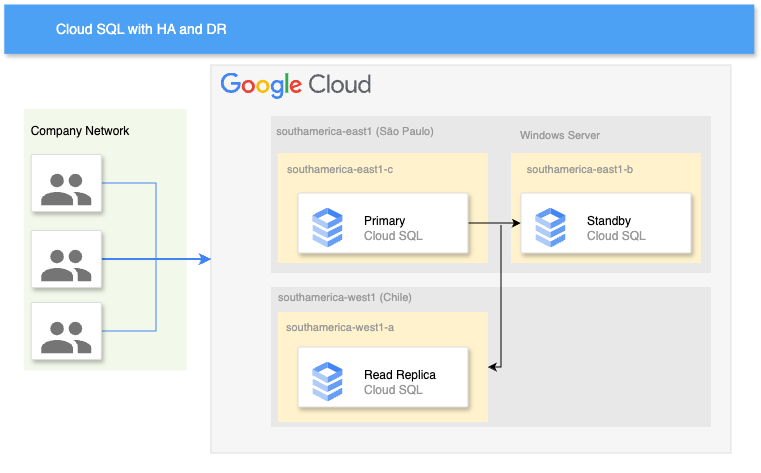 Cloud SQL with HA and DR
Google Cloud
Company Network
southamerica-east1 (São Paulo)
Windows Server
southamerica-east1-c
southamerica-east1-b
Primary
Cloud SQL
Standby
Cloud SQL
southamerica-west1 (Chile)
southamerica-west1-a
Read Replica
Cloud SQL